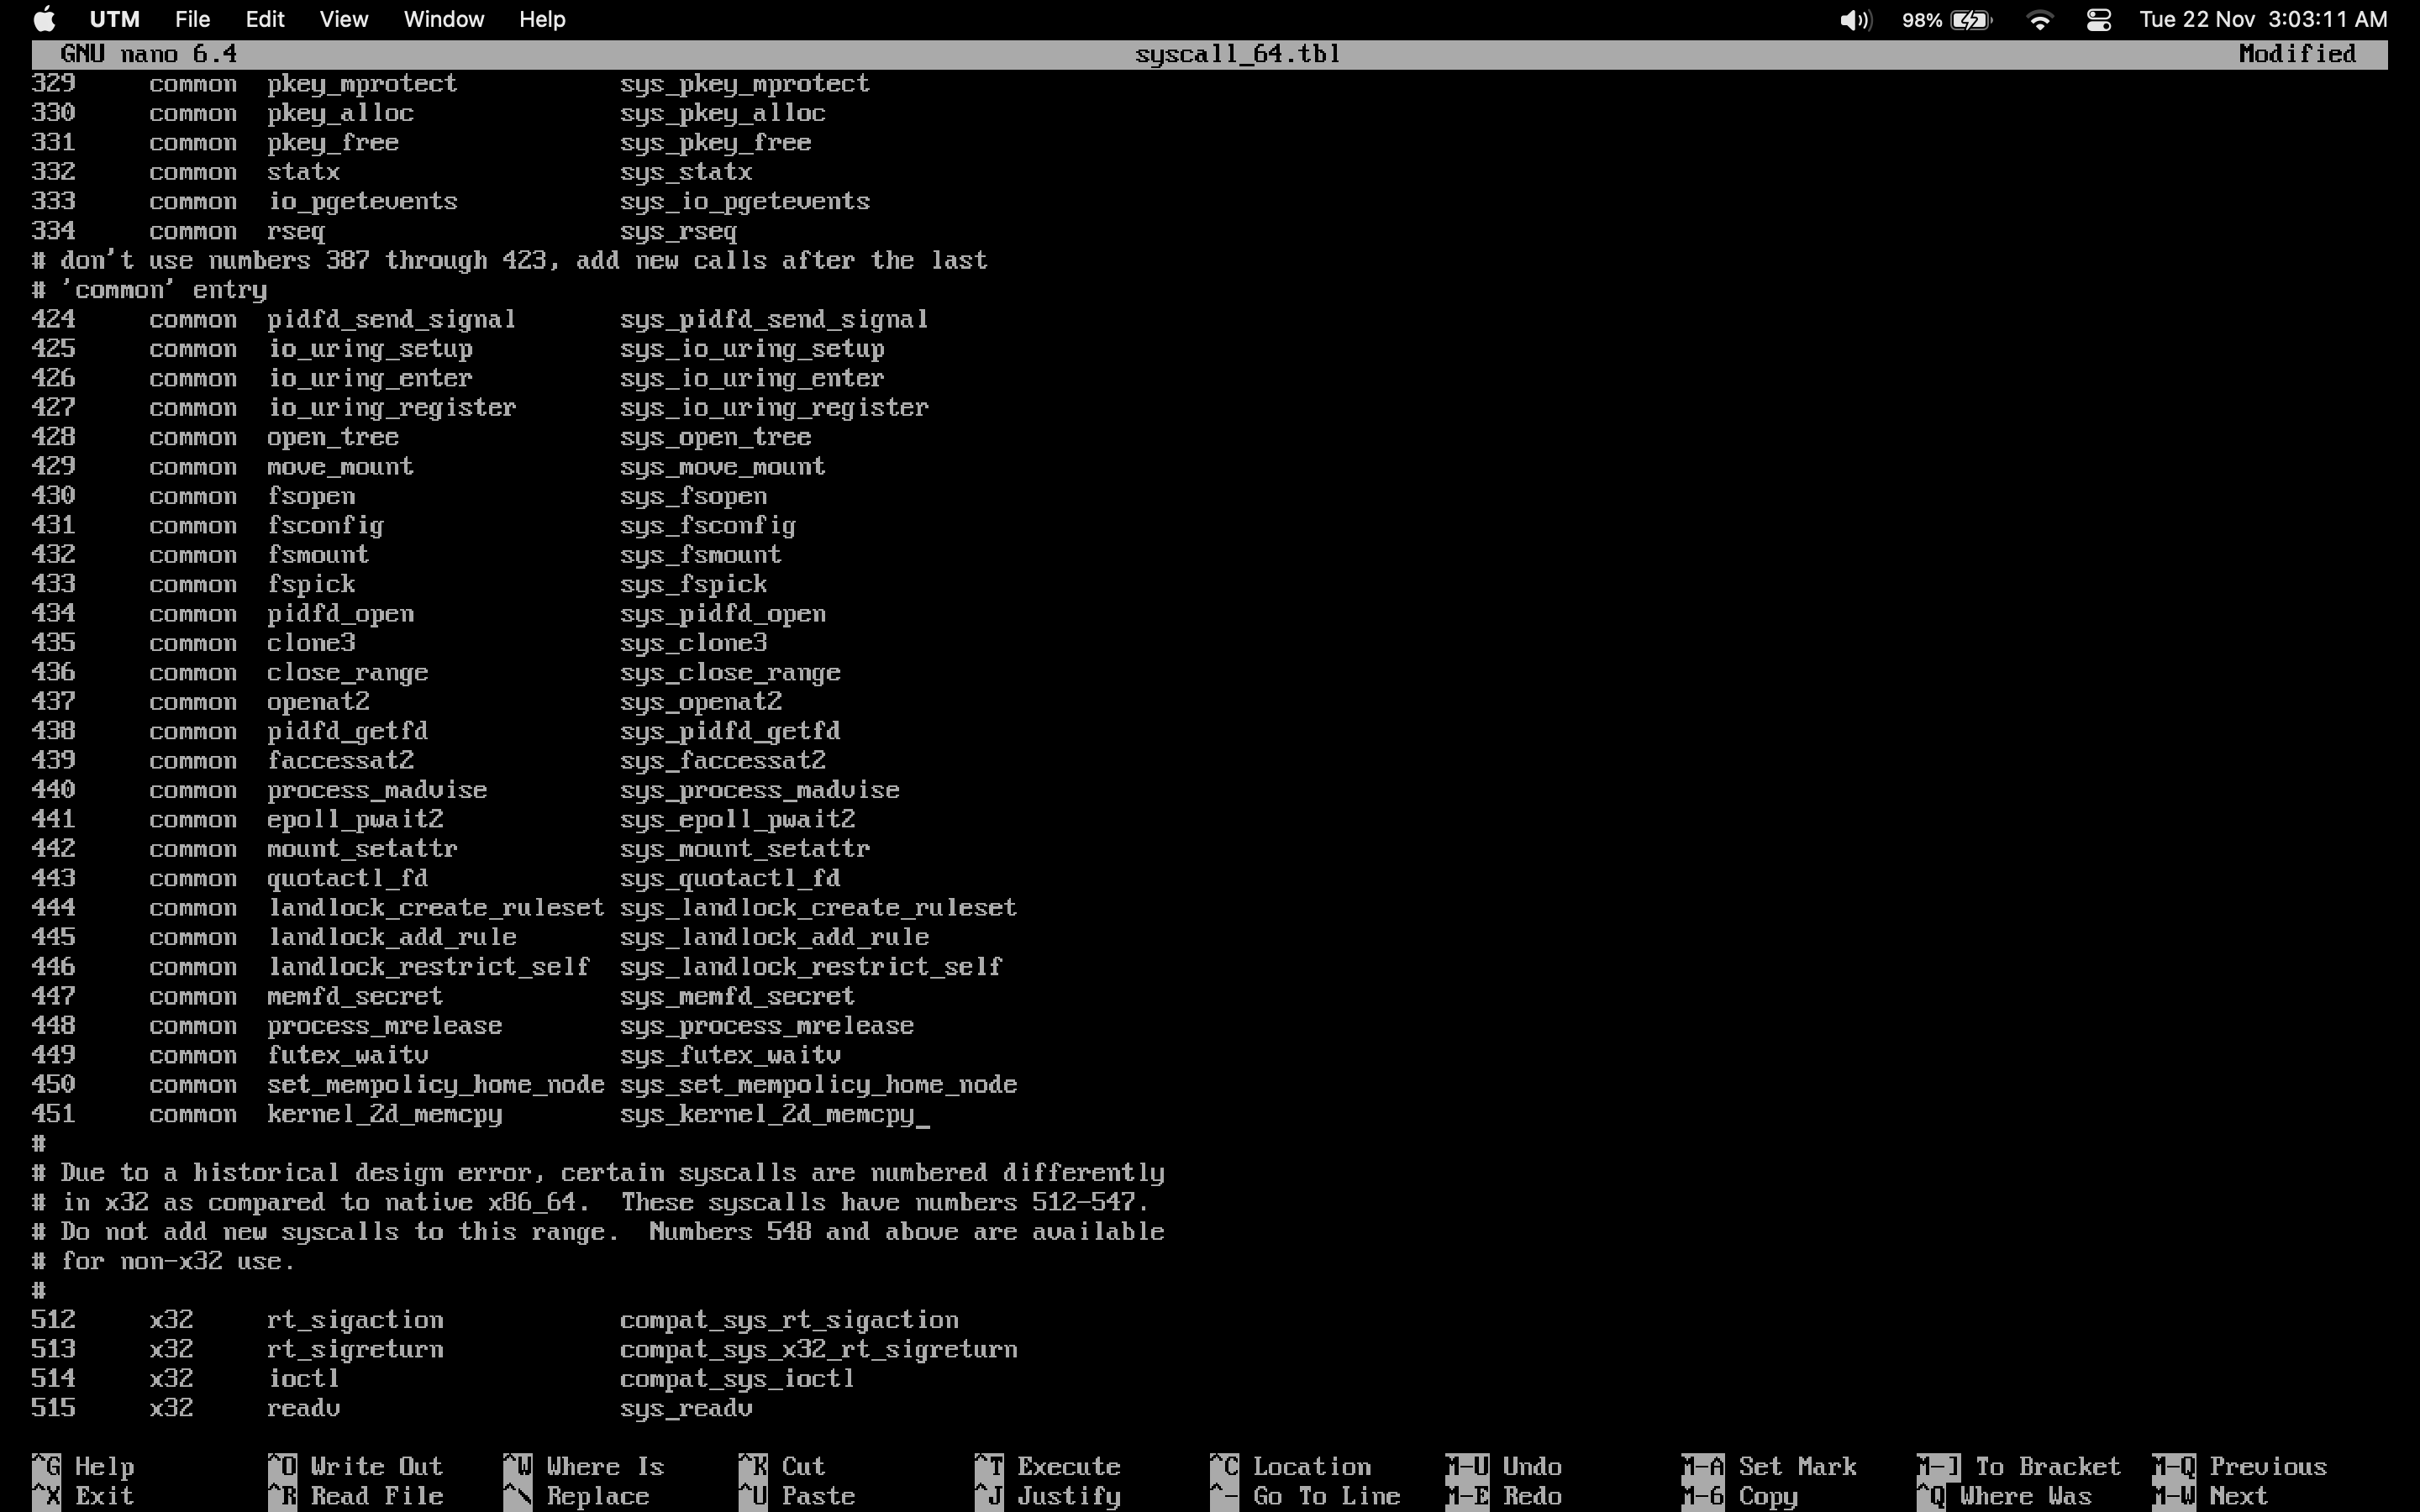 UTM File Edit View Window Help 98% Tue 22 Nov 3:03:11 AM
GNU nano 6.4 syscall_64.tbl Modified
329 common pkey_mprotect sys_pkey_mprotect
330 common pkey_alloc sys_pkey_alloc
331 common pkey_free sys_pkey_free
332 common statx sys_statx
333 common io_pgetevents sys_io_pgetevents
334 common rseq sys_rseq
# don't use numbers 387 through 423, add new calls after the last
# 'common' entry
424 common pidfd_send_signal sys_pidfd_send_signal
425 common io_uring_setup sys_io_uring_setup
426 common io_uring_enter sys_io_uring_enter
427 common io_uring_register sys_io_uring_register
428 common open_tree sys_open_tree
429 common move_mount sys_move_mount
430 common fsopen sys_fsopen
431 common fsconfig sys_fsconfig
432 common fsmount sys_fsmount
433 common fspick sys_fspick
434 common pidfd_open sys_pidfd_open
435 common clone3 sys_clone3
436 common close_range sys_close_range
437 common openat2 sys_openat2
438 common pidfd_getfd sys_pidfd_getfd
439 common faccessat2 sys_faccessat2
440 common process_madvise sys_process_madvise
441 common epoll_pwait2 sys_epoll_pwait2
442 common mount_setattr sys_mount_setattr
443 common quotactl_fd sys_quotactl_fd
444 common landlock_create_ruleset sys_landlock_create_ruleset
445 common landlock_add_rule sys_landlock_add_rule
446 common landlock_restrict_self sys_landlock_restrict_self
447 common memfd_secret sys_memfd_secret
448 common process_mrelease sys_process_mrelease
449 common futex_waitv sys_futex_waitv
450 common set_mempolicy_home_node sys_set_mempolicy_home_node
451 common kernel_2d_memcpy sys_kernel_2d_memcpy
#
# Due to a historical design error, certain syscalls are numbered differently
# in x32 as compared to native x86_64. These syscalls have numbers 512-547.
# Do not add new syscalls to this range. Numbers 548 and above are available
# for non-x32 use.
#
512 x32 rt_sigaction compat_sys_rt_sigaction
513 x32 rt_sigreturn compat_sys_x32_rt_sigreturn
514 x32 ioctl compat_sys_ioctl
515 x32 readv sys_readv
^G Help ^O Write Out ^W Where Is ^K Cut ^T Execute ^C Location M-U Undo M-A Set Mark M-] To Bracket M-Q Previous
^X Exit ^R Read File ^\ Replace ^U Paste ^J Justify ^- Go To Line M-E Redo M-6 Copy ^Q Where Was M-W Next